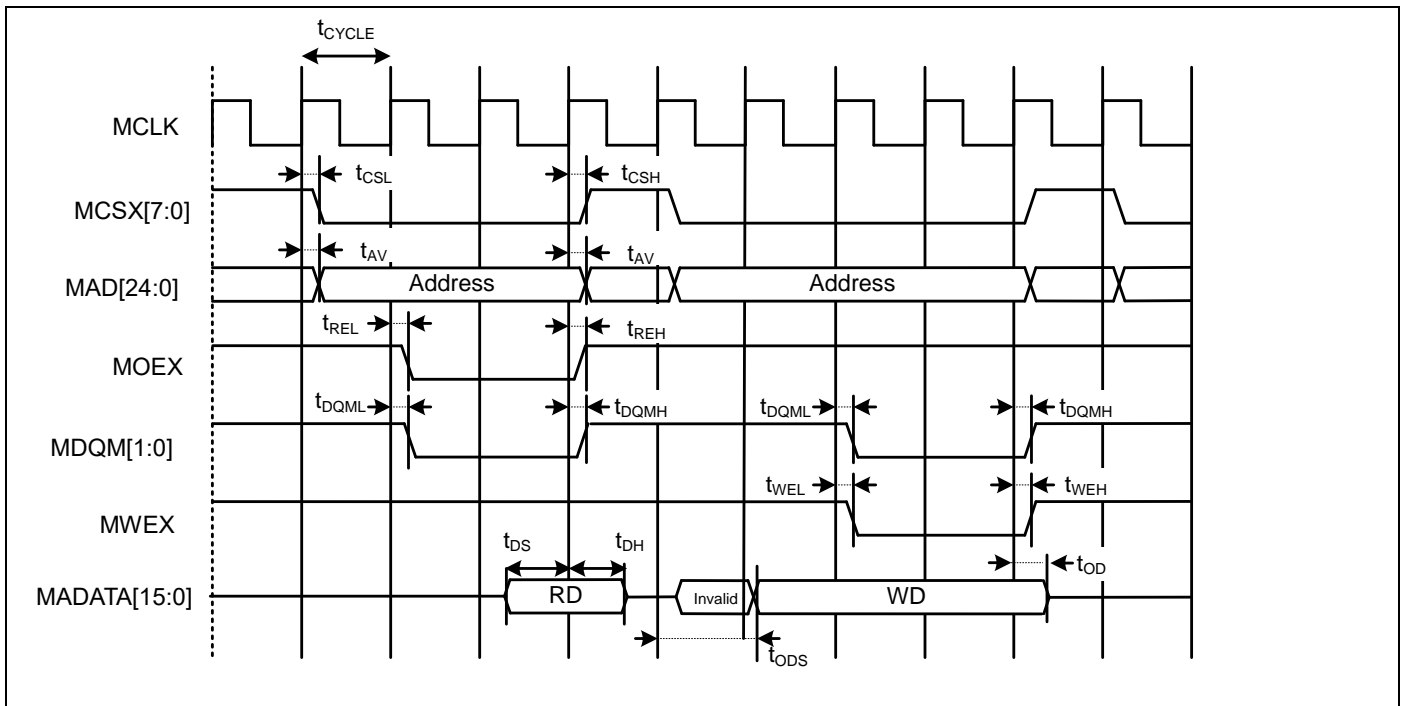 tCYCLE
MCLK
tCSL tCSH
MCSX[7:0]
tAV tAV
MAD[24:0] Address Address
tREL tREH
MOEX
tDQML tDQMH tDQML tDQMH
MDQM[1:0]
tWEL tWEH
MWEX
tDS tDH tOD
MADATA[15:0] RD Invalid WD
tODS